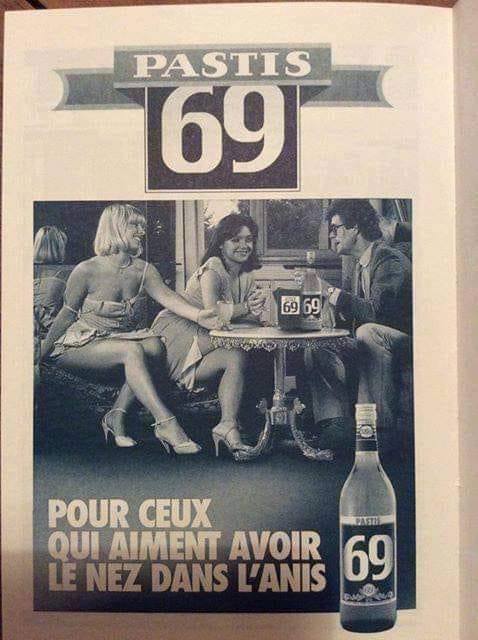 PASTIS
69
69 69
POUR CEUX
QUI AIMENT AVOIR
LE NEZ DANS L'ANIS
PASTIS
69